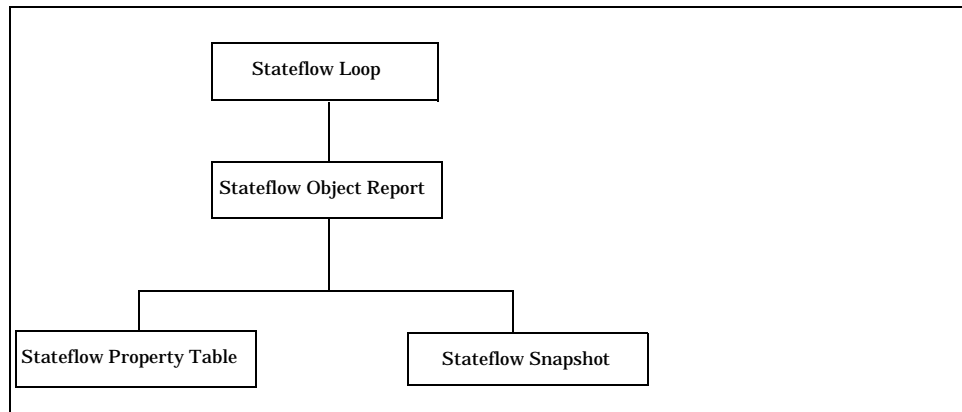 Stateflow Loop
Stateflow Object Report
Stateflow Property Table
Stateflow Snapshot